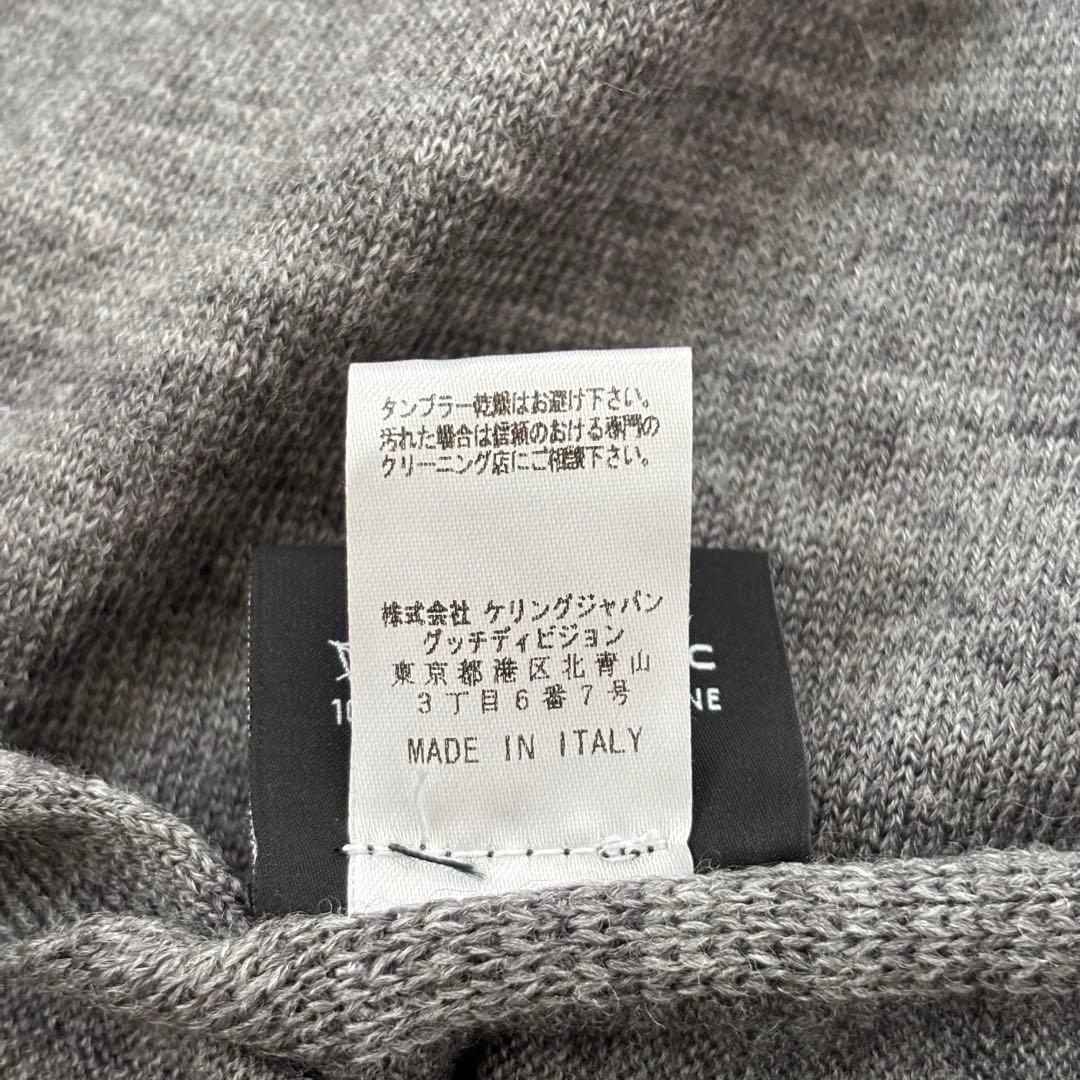 タンブラー乾燥はお避け下さい。
汚れた場合は信頼のおける専門の
クリーニング店にご相談下さい。
株式会社 ケリングジャパン
グッチディビジョン
東京都港区北青山
3丁目6番7号
MADE IN ITALY